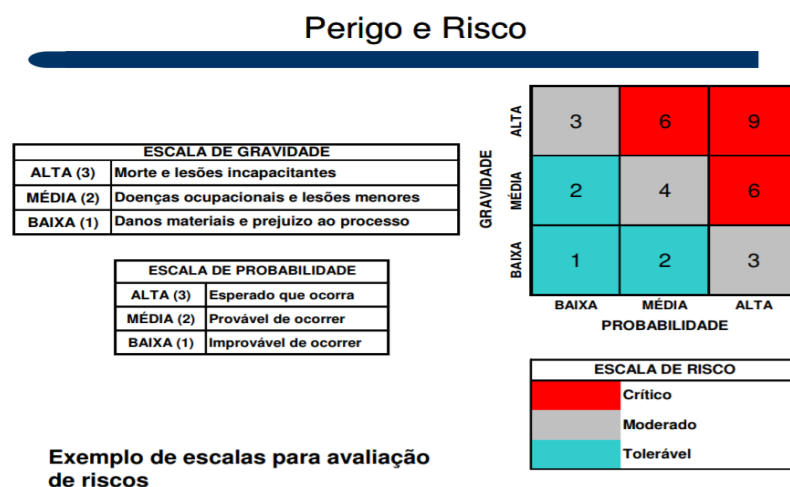 Perigo e Risco
ESCALA DE GRAVIDADE
ALTA (3) Morte e lesões incapacitantes
MÉDIA (2) Doenças ocupacionais e lesões menores
BAIXA (1) Danos materiais e prejuizo ao processo
ESCALA DE PROBABILIDADE
ALTA (3) Esperado que ocorra
MÉDIA (2) Provável de ocorrer
BAIXA (1) Improvável de ocorrer
Exemplo de escalas para avaliação
de riscos
GRAVIDADE
ALTA 3 6 9
MÉDIA 2 4 6
BAIXA 1 2 3
BAIXA MÉDIA ALTA
PROBABILIDADE
ESCALA DE RISCO
Crítico
Moderado
Tolerável